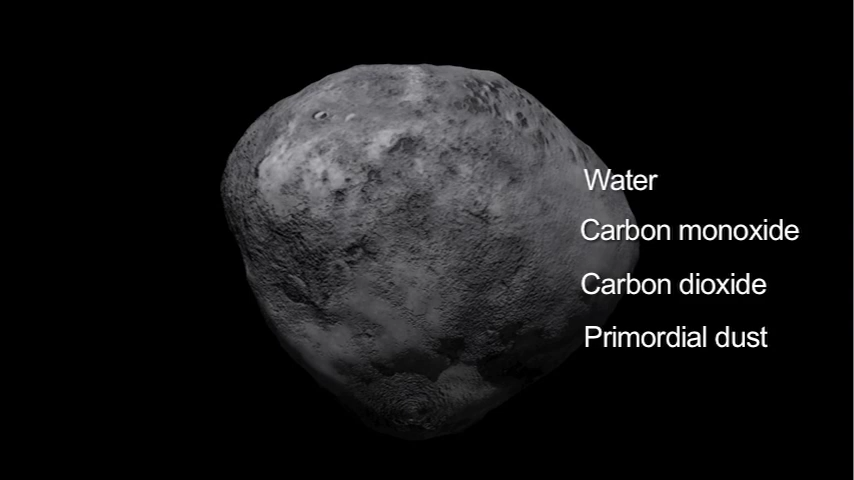 Water
Carbon monoxide
Carbon dioxide
Primordial dust